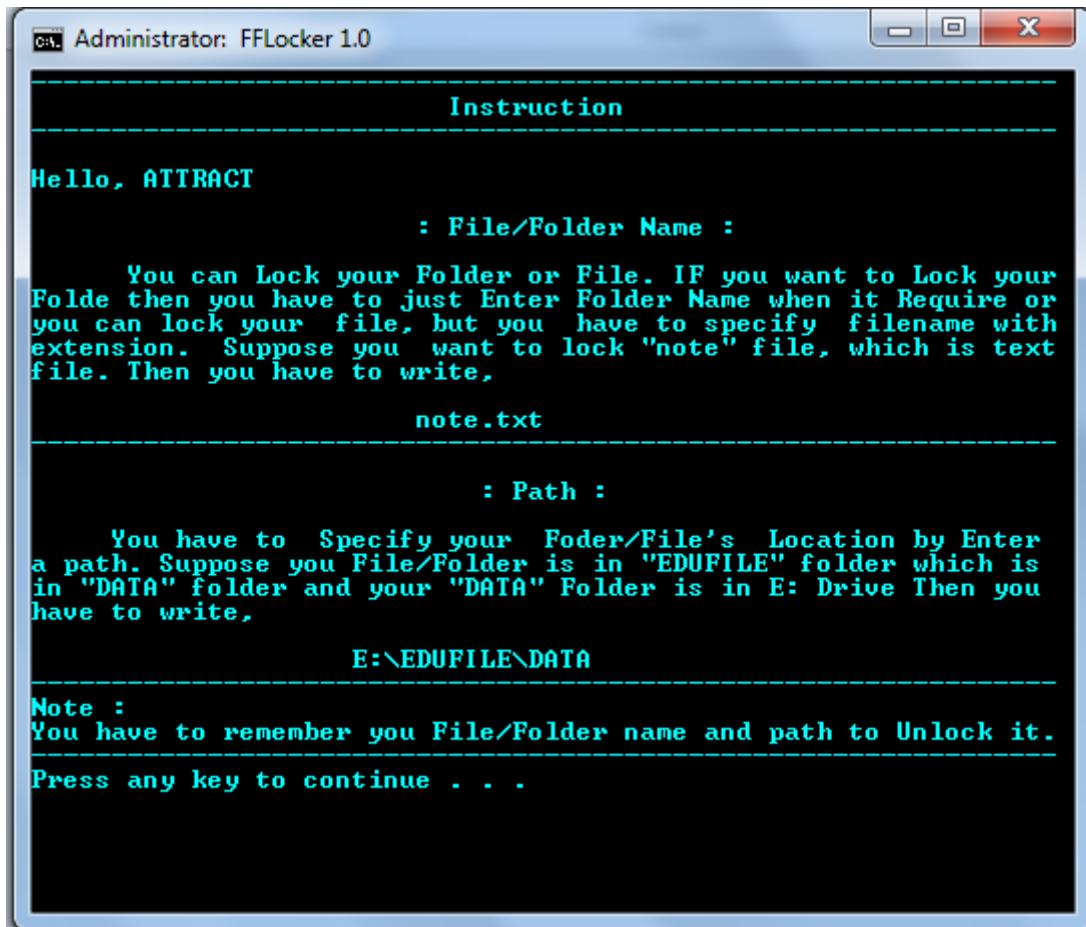 Administrator: FFLocker 1.0
Instruction
Hello, ATTRACT
: File/Folder Name :
You can Lock your Folder or File. IF you want to Lock your
Folde then you have to just Enter Folder Name when it Require or
you can lock your file, but you have to specify filename with
extension. Suppose you want to lock "note" file, which is text
file. Then you have to write,
note.txt
: Path :
You have to Specify your Foder/File's Location by Enter
a path. Suppose you File/Folder is in "EDUFILE" folder which is
in "DATA" folder and your "DATA" Folder is in E: Drive Then you
have to write,
E:\EDUFILE\DATA
Note :
You have to remember you File/Folder name and path to Unlock it.
Press any key to continue . . .